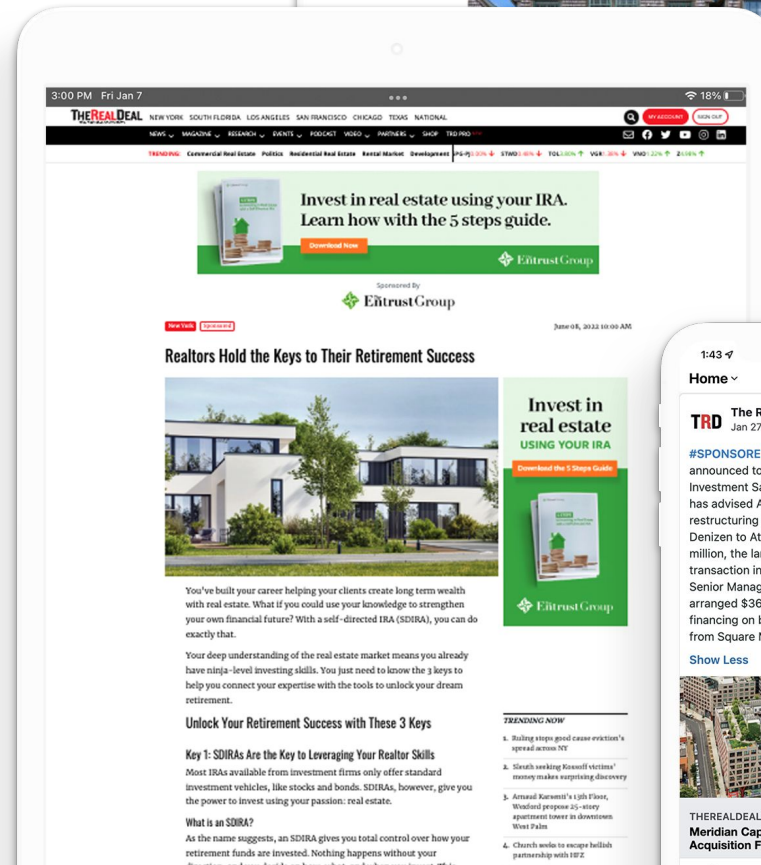 3:00 PM Fri Jan 7
18%
THE REAL DEAL NEW YORK SOUTH FLORIDA LOS ANGELES SAN FRANCISCO CHICAGO TEXAS NATIONAL
MY ACCOUNT SIGN OUT
NEWS MAGAZINE RESEARCH EVENTS PODCAST VIDEO PARTNERS SHOP TRD PRO
TRENDING: Commercial Real Estate Politics Residential Real Estate Rental Market Development
Invest in real estate using your IRA.
Learn how with the 5 steps guide.
Download Now
EntrustGroup
Sponsored By
EntrustGroup
New York Sponsored
June 08, 2022 10:00 AM
Realtors Hold the Keys to Their Retirement Success
Invest in
real estate
USING YOUR IRA
Download the 5 Steps Guide
EntrustGroup
You've built your career helping your clients create long term wealth
with real estate. What if you could use your knowledge to strengthen
your own financial future? With a self-directed IRA (SDIRA), you can do
exactly that.
Your deep understanding of the real estate market means you already
have ninja-level investing skills. You just need to know the 3 keys to
help you connect your expertise with the tools to unlock your dream
retirement.
Unlock Your Retirement Success with These 3 Keys
Key 1: SDIRAs Are the Key to Leveraging Your Realtor Skills
Most IRAs available from investment firms only offer standard
investment vehicles, like stocks and bonds. SDIRAs, however, give you
the power to invest using your passion: real estate.
What is an SDIRA?
As the name suggests, an SDIRA gives you total control over how your
retirement funds are invested. Nothing happens without your
TRENDING NOW
1. Ruling stops good cause eviction's
spread across NY
2. Sleuth seeking Kossoff victims'
money makes surprising discovery
3. Arnaud Karsenti's 13th Floor,
Wexford propose 25-story
apartment tower in downtown
West Palm
4. Church seeks to escape hellish
partnership with HFZ
1:43
Home
TRD The R
Jan 27
#SPONSORE
announced to
Investment Sa
has advised A
restructuring
Denizen to At
million, the la
transaction in
Senior Manag
arranged $36
financing on b
from Square M
Show Less
THEREALDEAL
Meridian Cap
Acquisition F